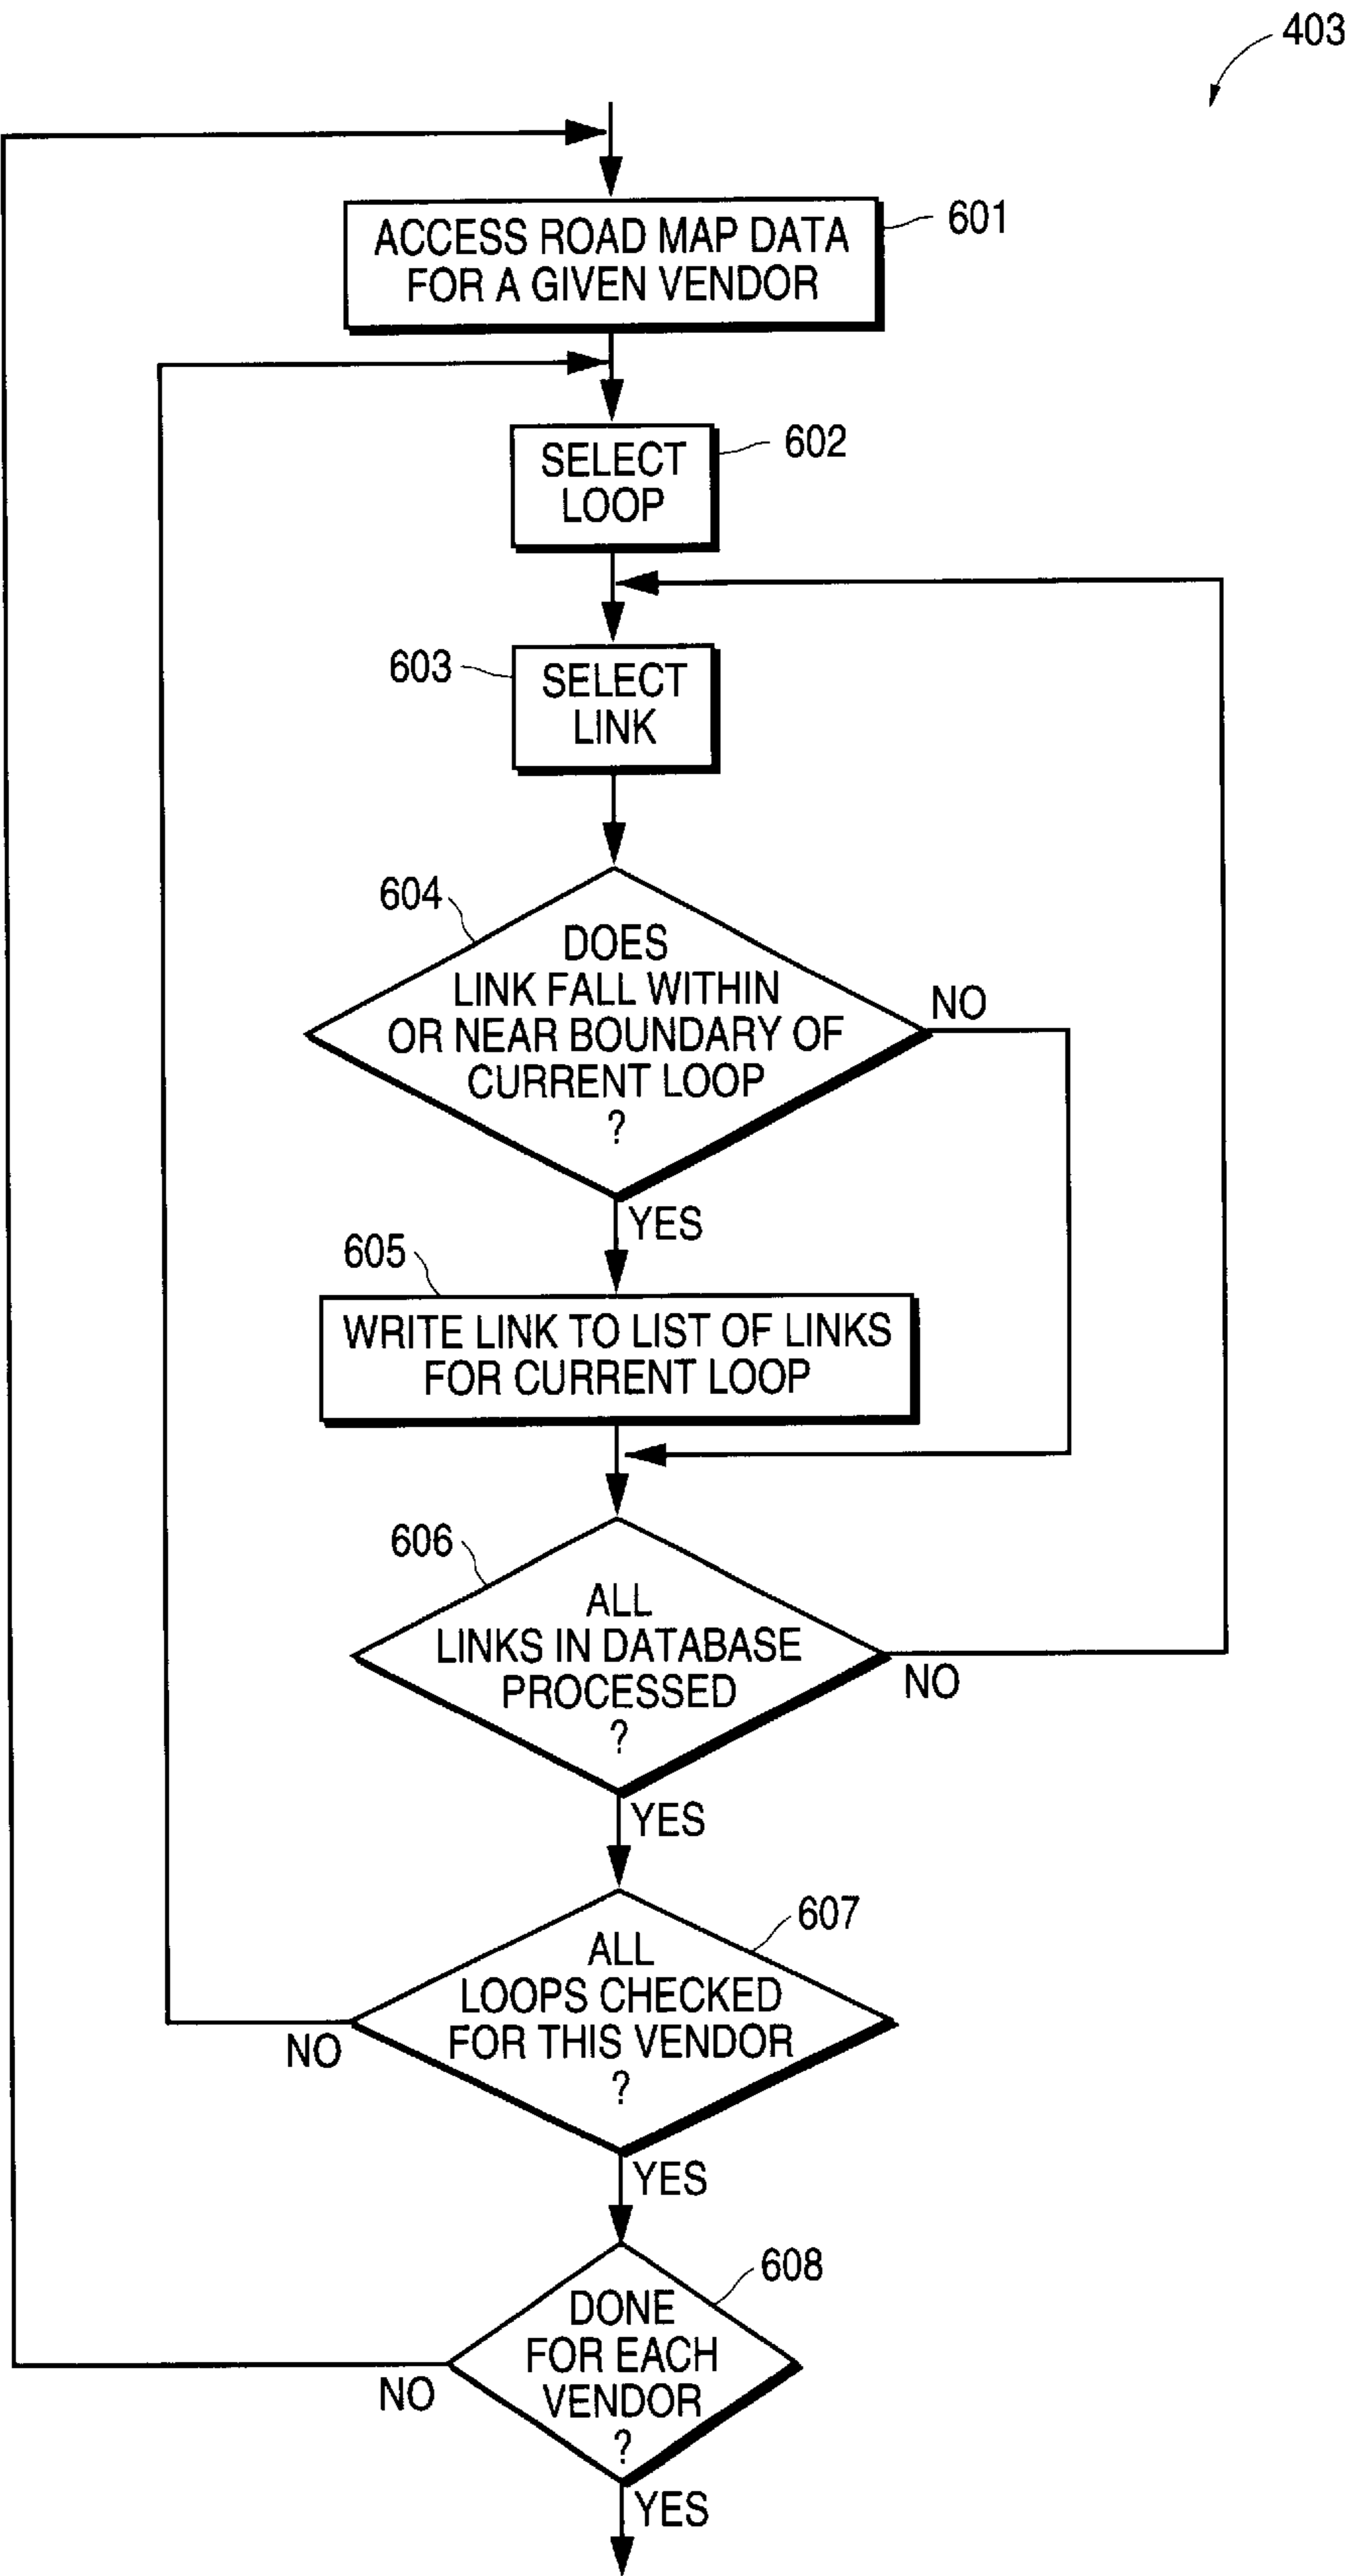 403
ACCESS ROAD MAP DATA
FOR A GIVEN VENDOR
601
SELECT
LOOP
602
603
SELECT
LINK
604
DOES
LINK FALL WITHIN
OR NEAR BOUNDARY OF
CURRENT LOOP
?
NO
YES
605
WRITE LINK TO LIST OF LINKS
FOR CURRENT LOOP
606
ALL
LINKS IN DATABASE
PROCESSED
?
NO
YES
607
ALL
LOOPS CHECKED
FOR THIS VENDOR
?
NO
YES
608
DONE
FOR EACH
VENDOR
?
NO
YES